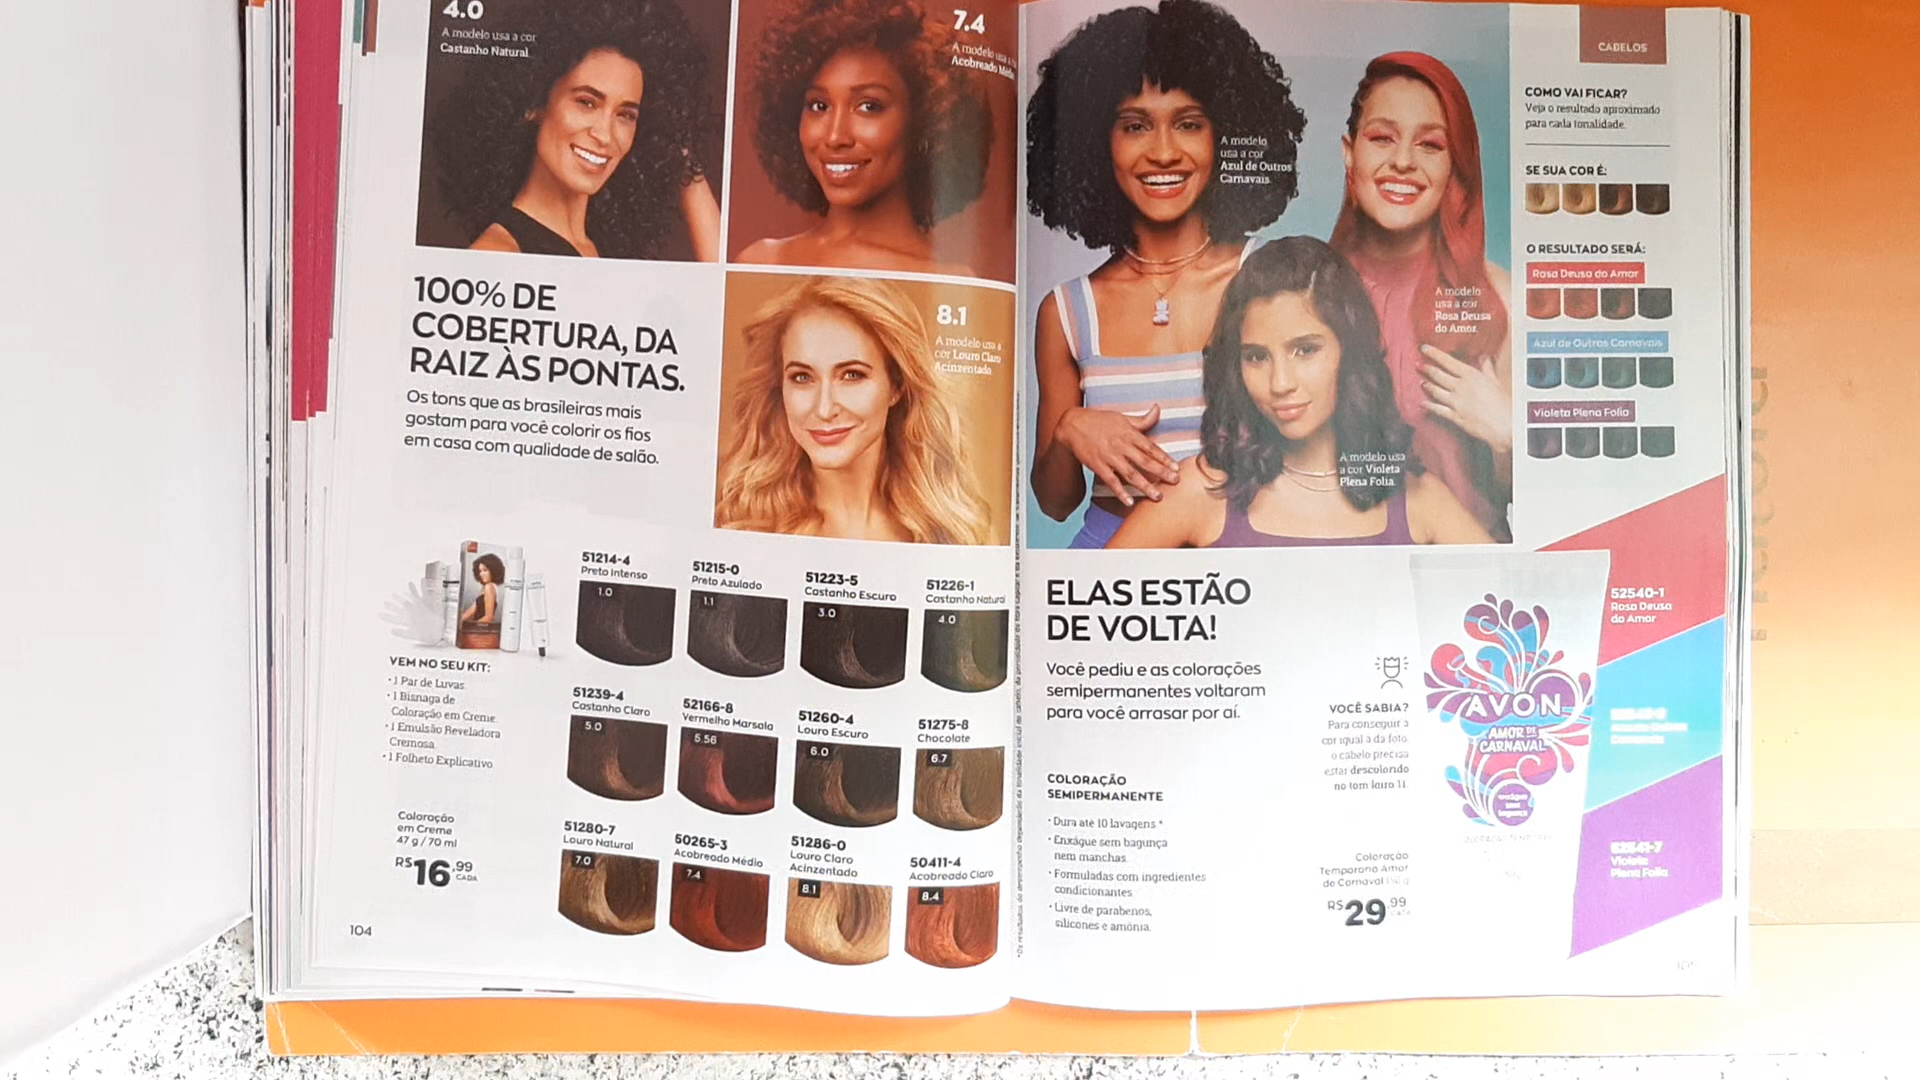 4.0
A modelo usa a cor
Castanho Natural
7.4
A modelo usa a
Acobreado Médio
100% DE
COBERTURA, DA
RAIZ ÀS PONTAS.
Os tons que as brasileiras mais
gostam para você colorir os fios
em casa com qualidade de salão.
8.1
A modelo usa a
cor Louro Claro
Acinzentado
VEM NO SEU KIT:
• 1 Par de Luvas
• 1 Bisnaga de
Coloração em Creme
• 1 Emulsão Reveladora
Cremosa
• 1 Folheto Explicativo
Coloração
em Creme
47 g / 70 ml
R$ 16,99
CADA
51214-4
Preto Intenso
1.0
51215-0
Preto Azulado
1.1
51223-5
Castanho Escuro
3.0
51226-1
Castanho Natural
4.0
51239-4
Castanho Claro
5.0
52166-8
Vermelho Marsala
5.56
51260-4
Louro Escuro
6.0
51275-8
Chocolate
6.7
51280-7
Louro Natural
7.0
50265-3
Acobreado Médio
7.4
51286-0
Louro Claro
Acinzentado
8.1
50411-4
Acobreado Claro
8.4
104
A modelo
usa a cor
Azul de Outros
Carnavais
A modelo
usa a cor
Rosa Deusa
do Amor
A modelo usa
a cor Violeta
Plena Folia
CABELOS
COMO VAI FICAR?
Veja o resultado aproximado
para cada tonalidade
SE SUA COR É:
O RESULTADO SERÁ:
Rosa Deusa do Amor
Azul de Outros Carnavais
Violeta Plena Folia
ELAS ESTÃO
DE VOLTA!
Você pediu e as colorações
semipermanentes voltaram
para você arrasar por aí.
COLORAÇÃO
SEMIPERMANENTE
• Dura até 10 lavagens *
• Enxágue sem bagunça
nem manchas
• Formuladas com ingredientes
condicionantes
• Livre de parabenos,
silicones e amônia
VOCÊ SABIA?
Para conseguir a
cor igual a da foto
o cabelo precisa
estar descolorido
no tom louro 11
Coloração
Temporária Amor
de Carnaval
R$ 29,99
CADA
AVON
AMOR DE
CARNAVAL
52540-1
Rosa Deusa
do Amor
52541-7
Violeta
Plena Folia